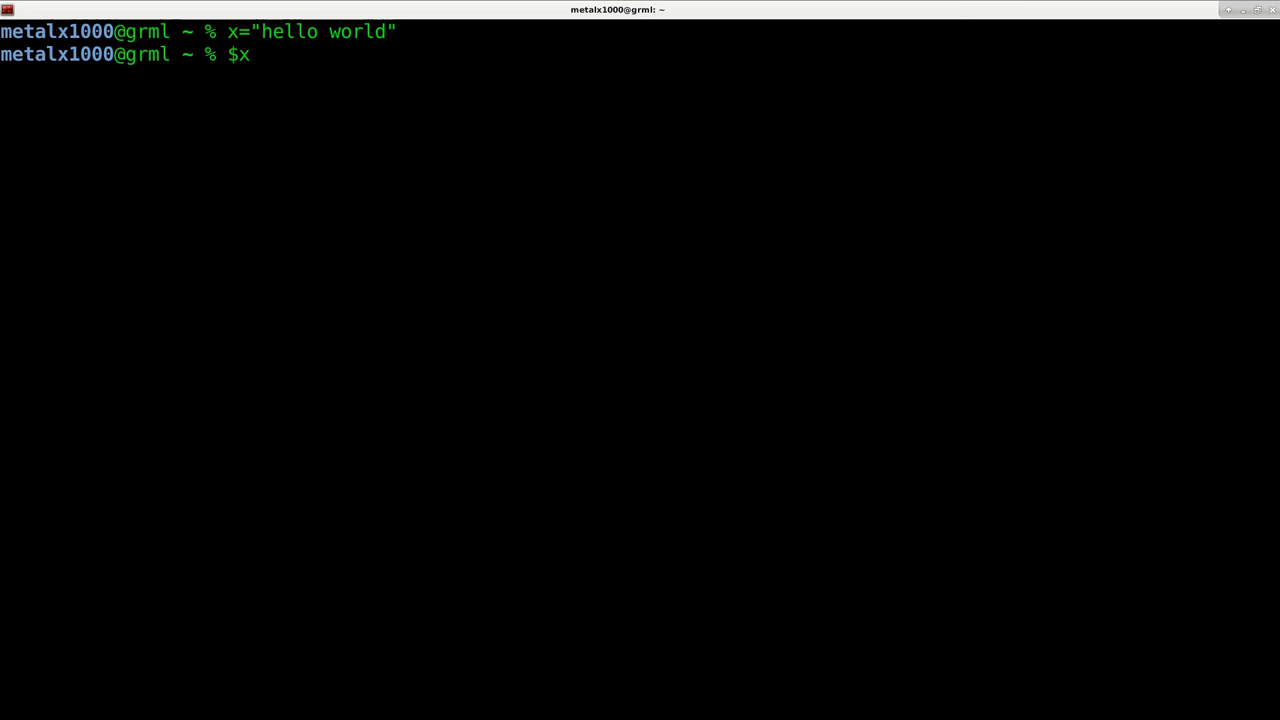 metalx1000@grml: ~
metalx1000@grml ~ % x="hello world"
metalx1000@grml ~ % $x